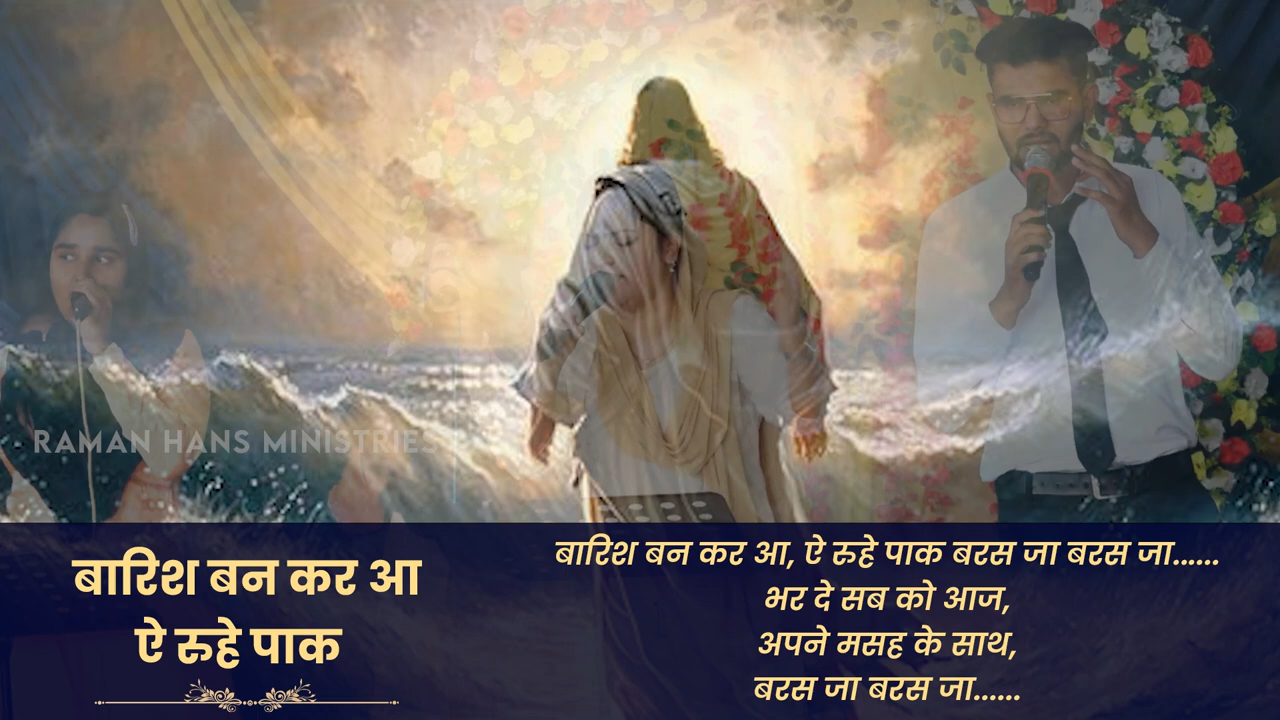 RAMAN HANS MINISTRIES
बारिश बन कर आ
ऐ रुहे पाक
बारिश बन कर आ, ऐ रुहे पाक बरस जा बरस जा......
भर दे सब को आज,
अपने मसह के साथ,
बरस जा बरस जा......